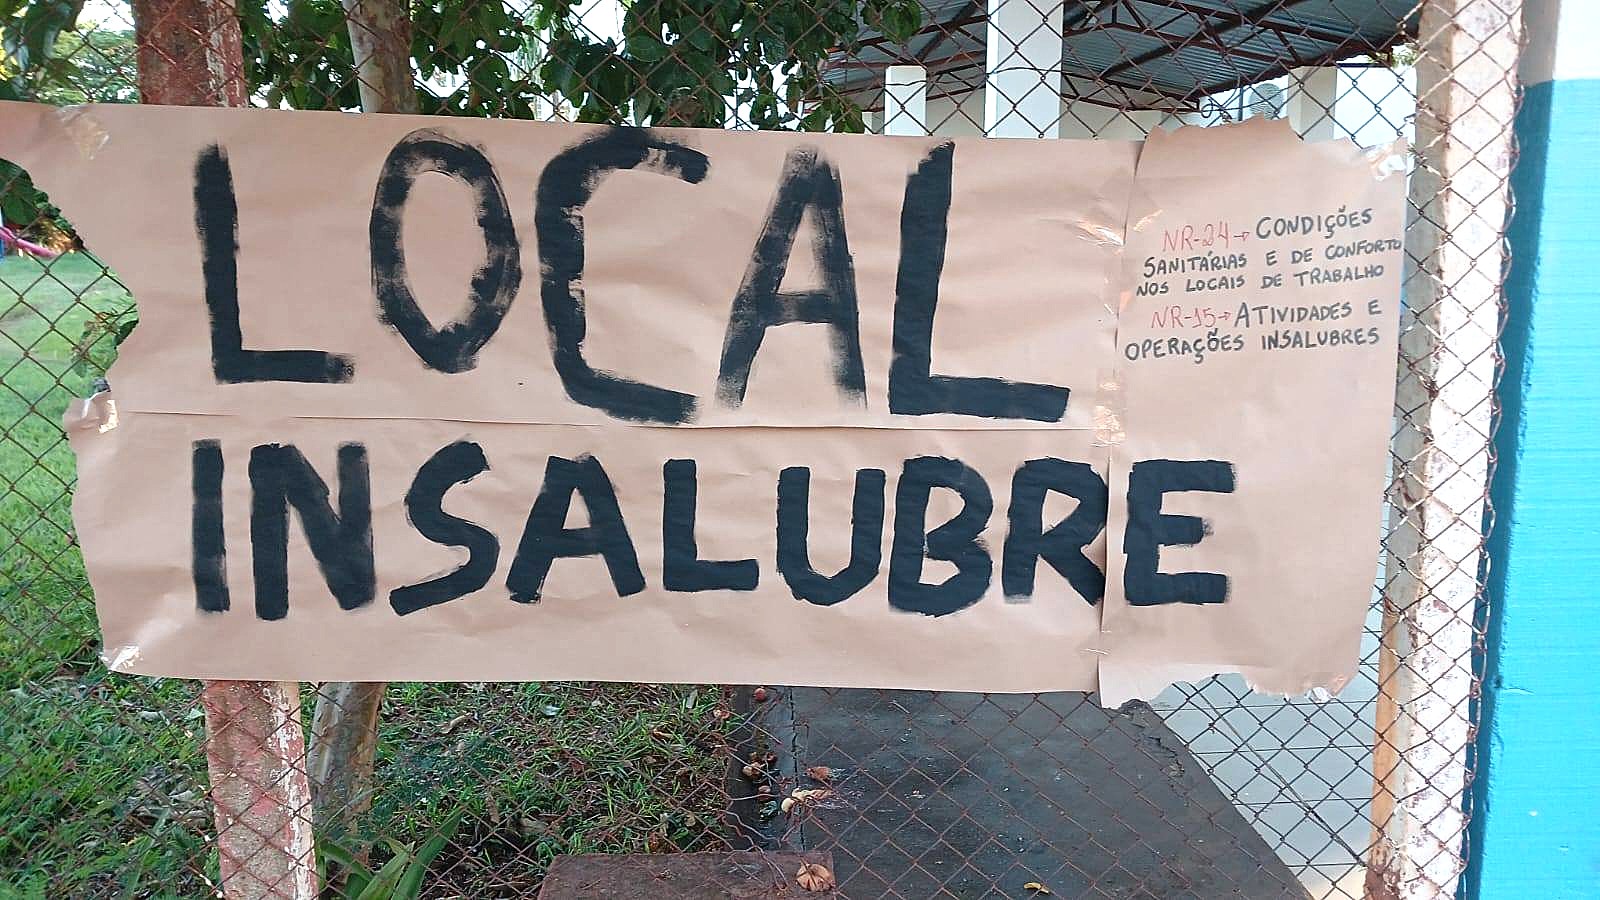 LOCAL
INSALUBRE
NR-24→ CONDIÇÕES
SANITÁRIAS E DE CONFORTO
NOS LOCAIS DE TRABALHO
NR-15→ ATIVIDADES E
OPERAÇÕES INSALUBRES